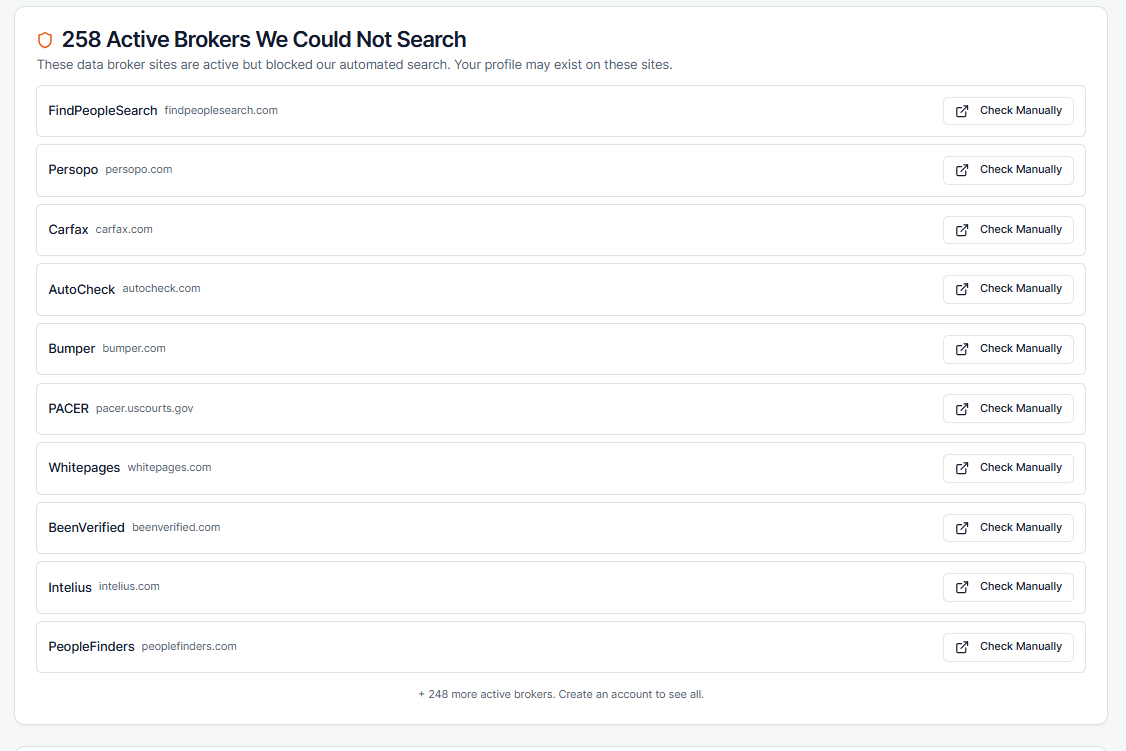 258 Active Brokers We Could Not Search
These data broker sites are active but blocked our automated search. Your profile may exist on these sites.
FindPeopleSearch findpeoplesearch.com Check Manually
Persopo persopo.com Check Manually
Carfax carfax.com Check Manually
AutoCheck autocheck.com Check Manually
Bumper bumper.com Check Manually
PACER pacer.uscourts.gov Check Manually
Whitepages whitepages.com Check Manually
BeenVerified beenverified.com Check Manually
Intelius intelius.com Check Manually
PeopleFinders peoplefinders.com Check Manually
+ 248 more active brokers. Create an account to see all.